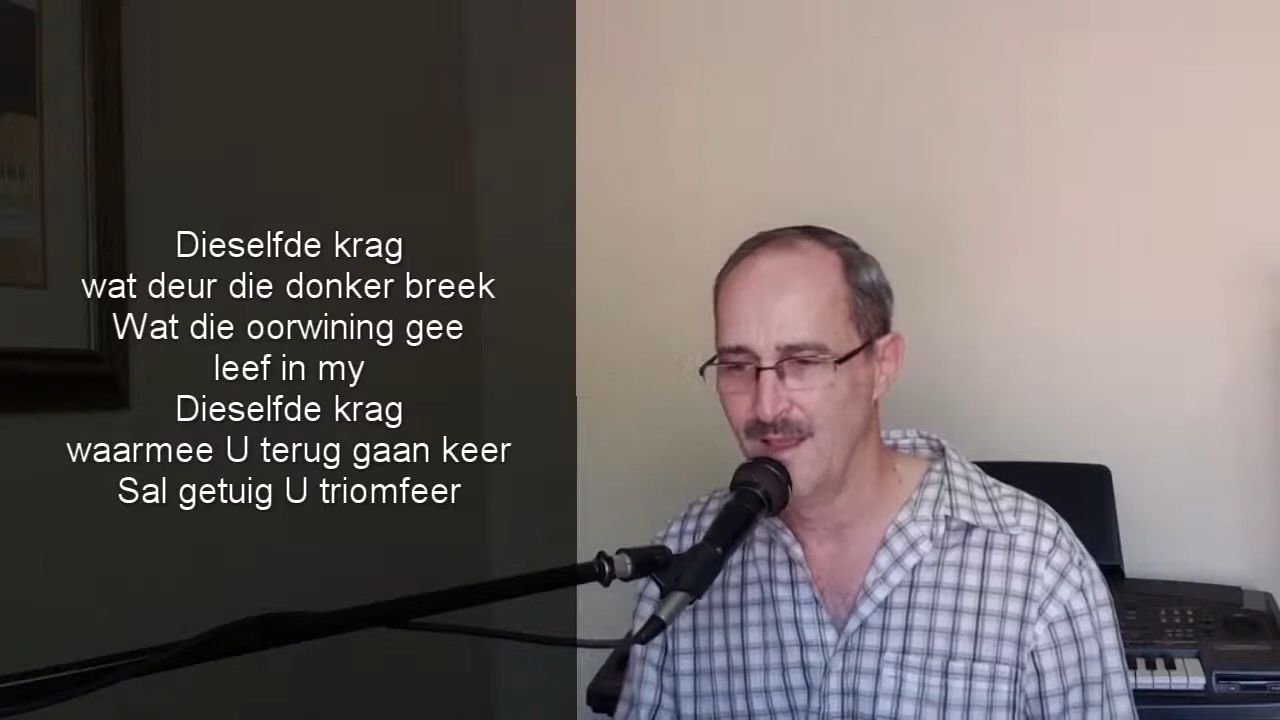 Dieselfde krag
wat deur die donker breek
Wat die oorwining gee
leef in my
Dieselfde krag
waarmee U terug gaan keer
Sal getuig U triomfeer